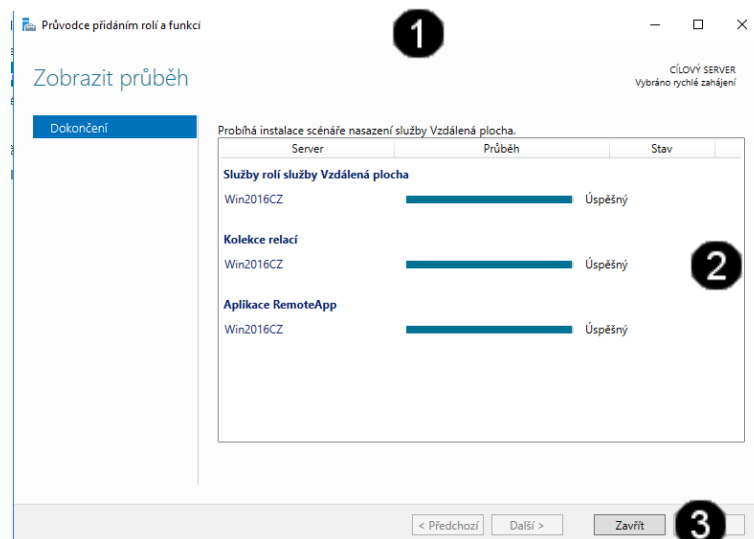 Průvodce přidáním rolí a funkcí
1
Zobrazit průběh
CÍLOVÝ SERVER
Vybráno rychlé zahájení
Dokončení
Probíhá instalace scénáře nasazení služby Vzdálená plocha.
Server Průběh Stav
Služby rolí služby Vzdálená plocha
Win2016CZ Úspěšný
Kolekce relací
Win2016CZ Úspěšný
2
Aplikace RemoteApp
Win2016CZ Úspěšný
< Předchozí Další > Zavřít 3